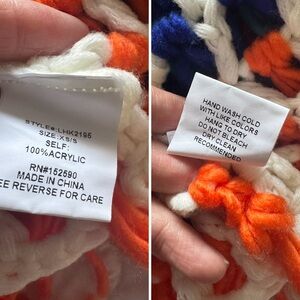 STYLE#:LHK2195
SIZE:XS/S
SELF:
100%ACRYLIC
RN#152590
MADE IN CHINA
EE REVERSE FOR CARE
HAND WASH COLD
WITH LIKE COLORS
HANG TO DRY
DO NOT BLEACH
DRY CLEAN
RECOMMENDED